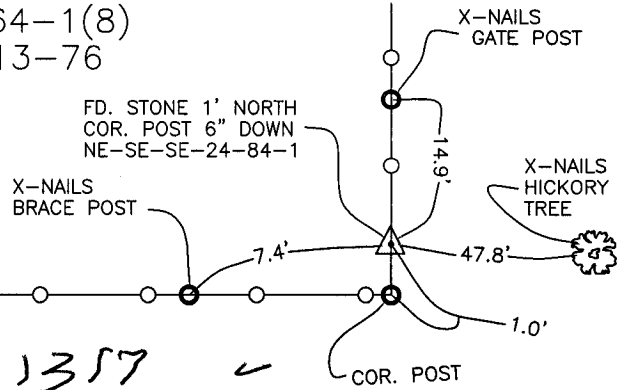 64-1(8)
13-76
X-NAILS
GATE POST
FD. STONE 1' NORTH
COR. POST 6" DOWN
NE-SE-SE-24-84-1
14.9'
X-NAILS
HICKORY
TREE
X-NAILS
BRACE POST
7.4'
47.8'
1.0'
COR. POST
1357